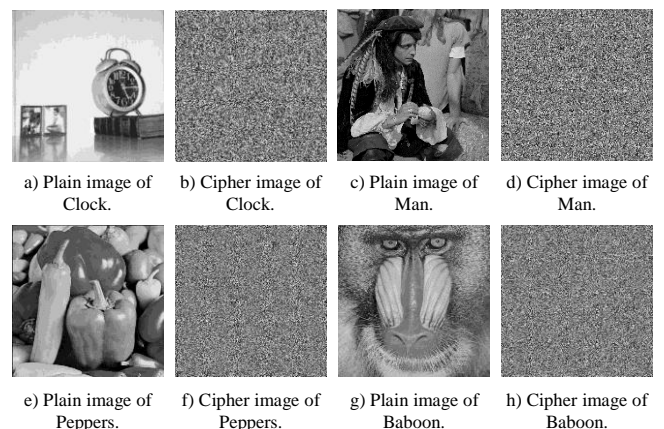 a) Plain image of
Clock.
b) Cipher image of
Clock.
c) Plain image of
Man.
d) Cipher image of
Man.
e) Plain image of
Peppers.
f) Cipher image of
Peppers.
g) Plain image of
Baboon.
h) Cipher image of
Baboon.